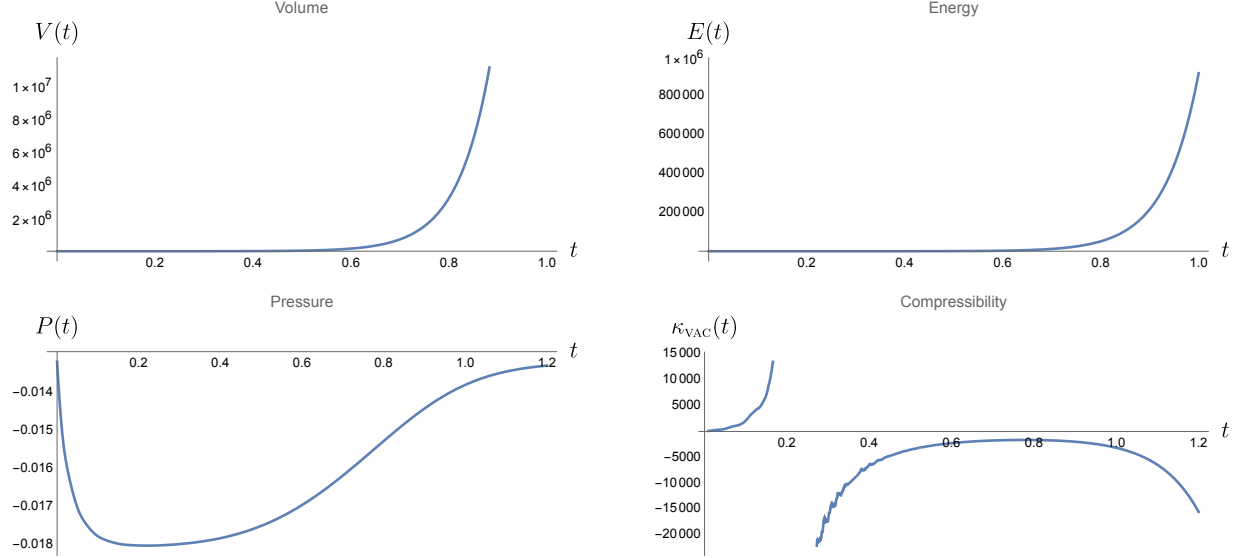 Volume
V(t)
1×10⁷
8×10⁶
6×10⁶
4×10⁶
2×10⁶
0.2 0.4 0.6 0.8 1.0 t
Energy
E(t)
1×10⁶
800000
600000
400000
200000
0.2 0.4 0.6 0.8 1.0 t
Pressure
P(t)
0.2 0.4 0.6 0.8 1.0 1.2 t
−0.014
−0.015
−0.016
−0.017
−0.018
Compressibility
κ_VAC(t)
15000
10000
5000
0.2 0.4 0.6 0.8 1.0 1.2 t
−5000
−10000
−15000
−20000